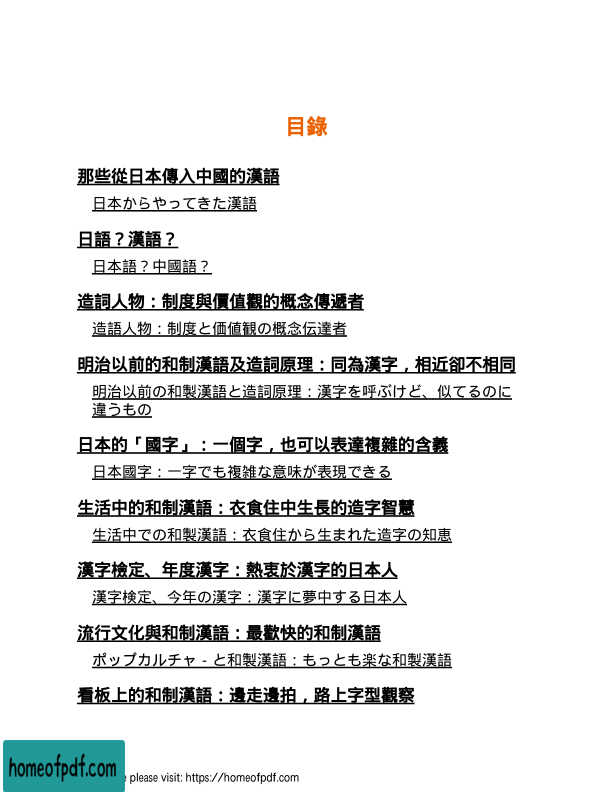 目錄
那些從日本傳入中國的漢語
日本からやってきた漢語
日語？漢語？
日本語？中國語？
造詞人物：制度與價值觀的概念傳遞者
造語人物：制度と価値観の概念伝達者
明治以前的和制漢語及造詞原理：同為漢字，相近卻不相同
明治以前の和製漢語と造詞原理：漢字を呼ぶけど、似てるのに
違うもの
日本的「國字」：一個字，也可以表達複雜的含義
日本國字：一字でも複雑な意味が表現できる
生活中的和制漢語：衣食住中生長的造字智慧
生活中での和製漢語：衣食住から生まれた造字の知恵
漢字檢定、年度漢字：熱衷於漢字的日本人
漢字検定、今年の漢字：漢字に夢中する日本人
流行文化與和制漢語：最歡快的和制漢語
ポップカルチャ - と和製漢語：もっとも楽な和製漢語
看板上的和制漢語：邊走邊拍，路上字型觀察
homeofpdf.com
please visit: https://homeofpdf.com